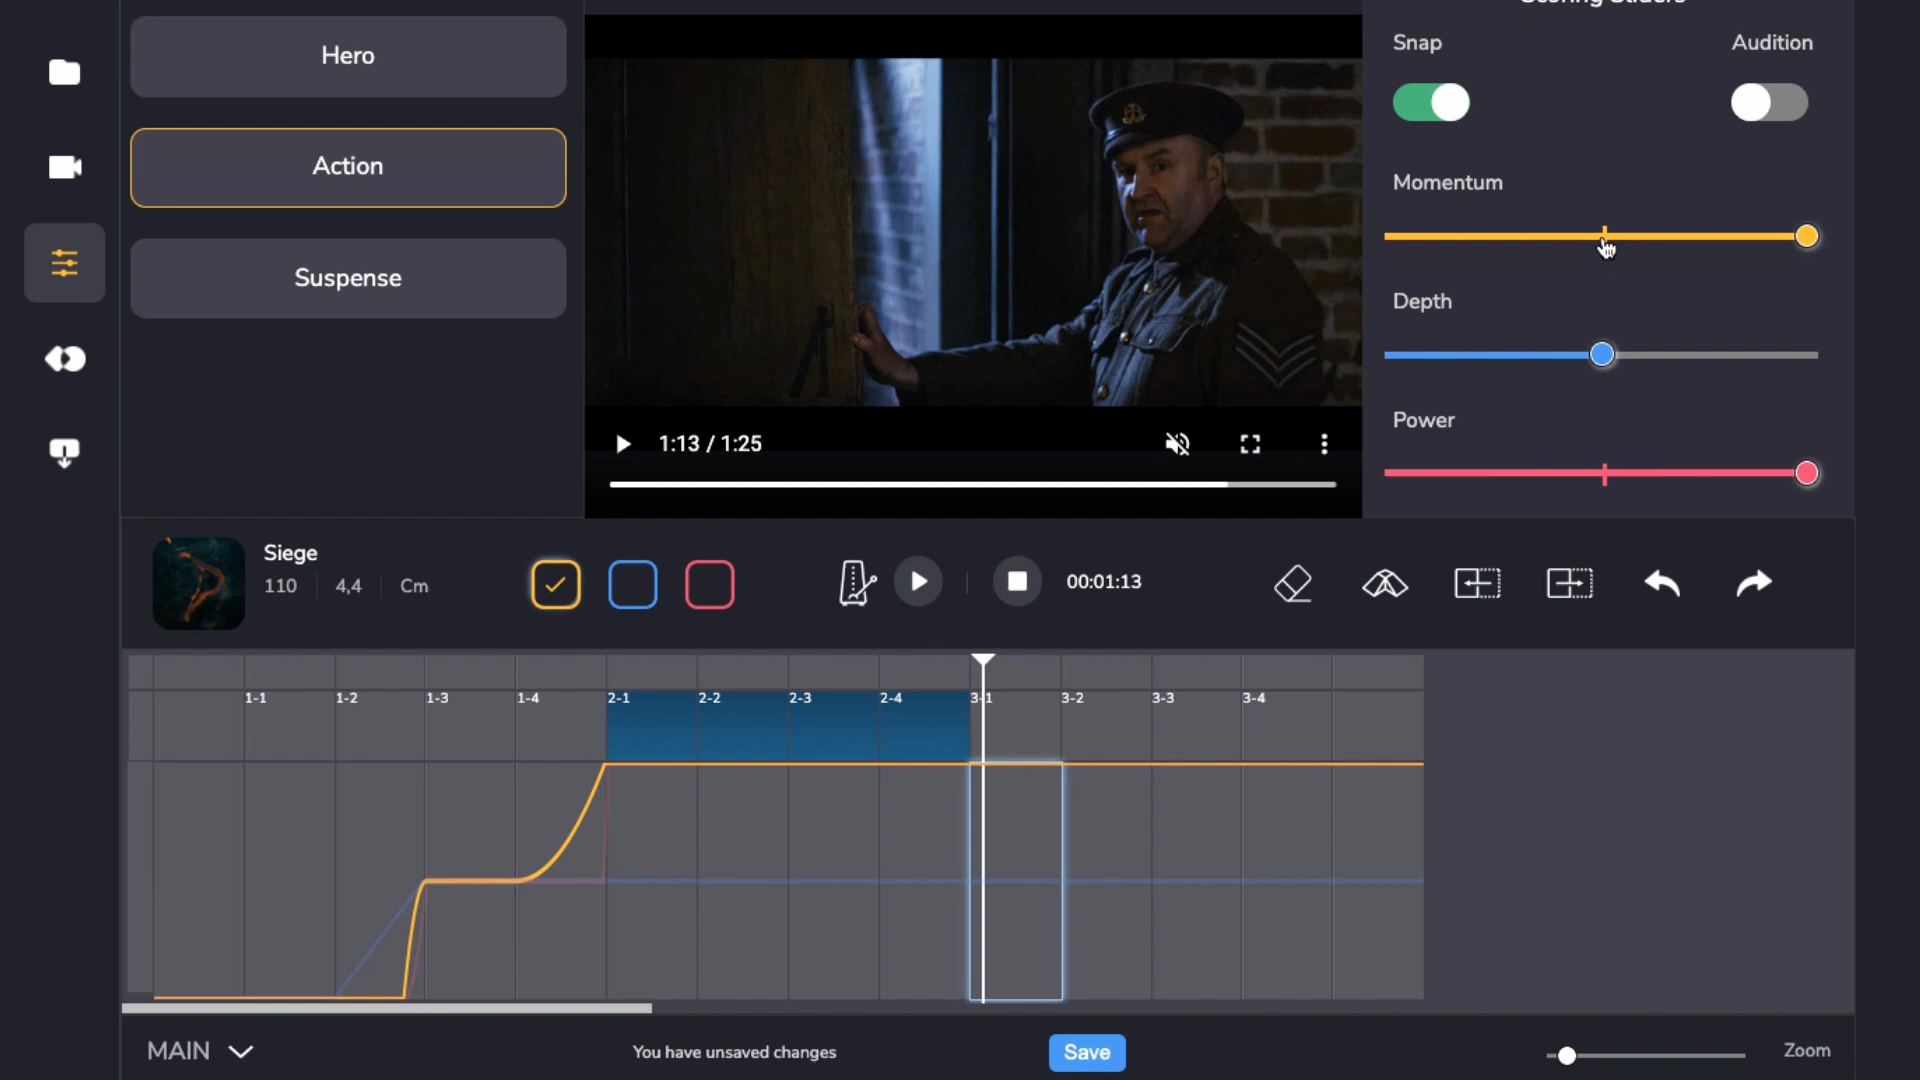 Scoring Sliders
Hero
Snap
Audition
Action
Momentum
Suspense
Depth
Power
1:13 / 1:25
Siege
110
4,4
Cm
00:01:13
1-1
1-2
1-3
1-4
2-1
2-2
2-3
2-4
3-1
3-2
3-3
3-4
MAIN
You have unsaved changes
Save
Zoom